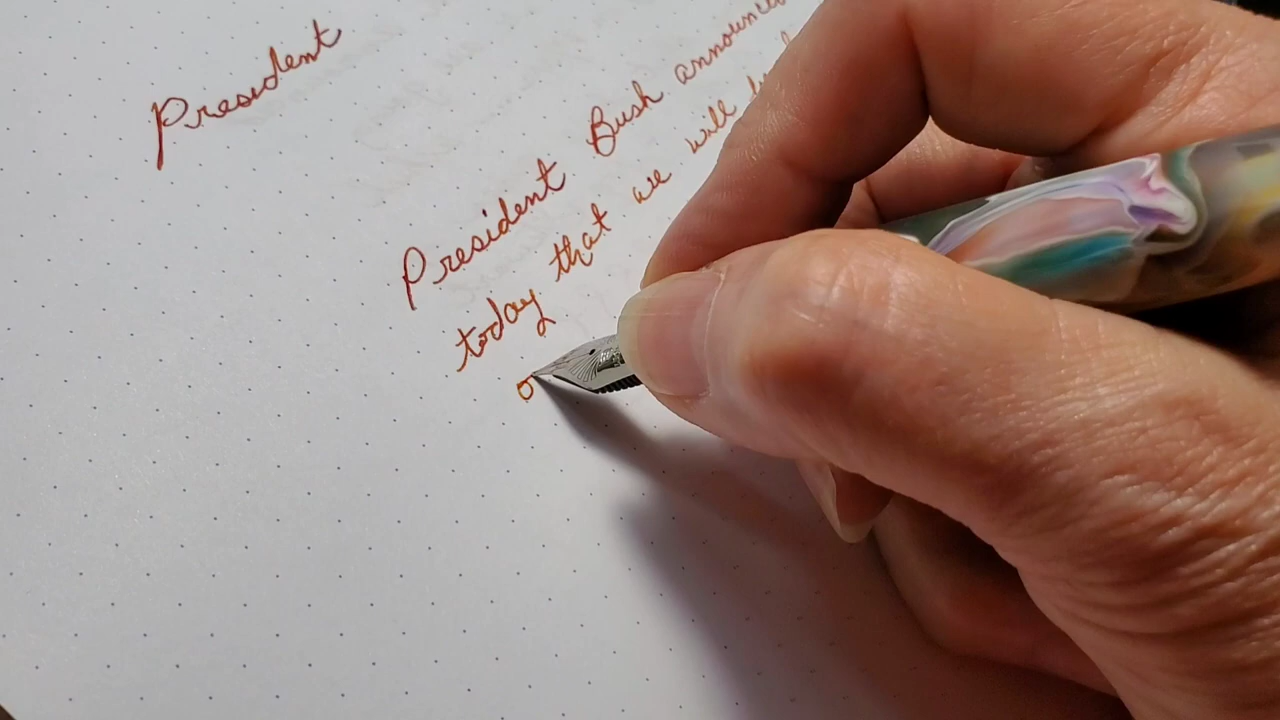 President
President Bush
today that we will
o